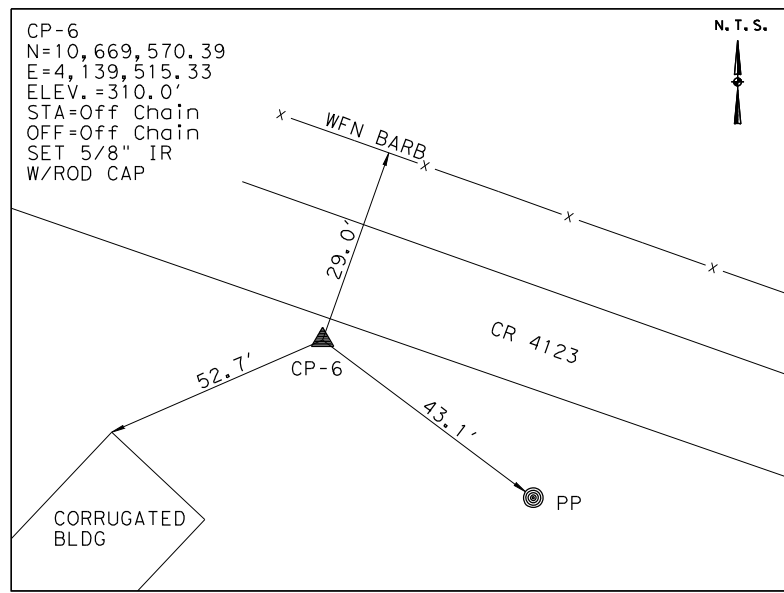 CP-6
N=10,669,570.39
E=4,139,515.33
ELEV.=310.0'
STA=Off Chain
OFF=Off Chain
SET 5/8" IR
W/ROD CAP
N.T.S.
x
WFN BARB
x
x
x
29.0'
CR 4123
CP-6
52.7'
43.1'
PP
CORRUGATED
BLDG